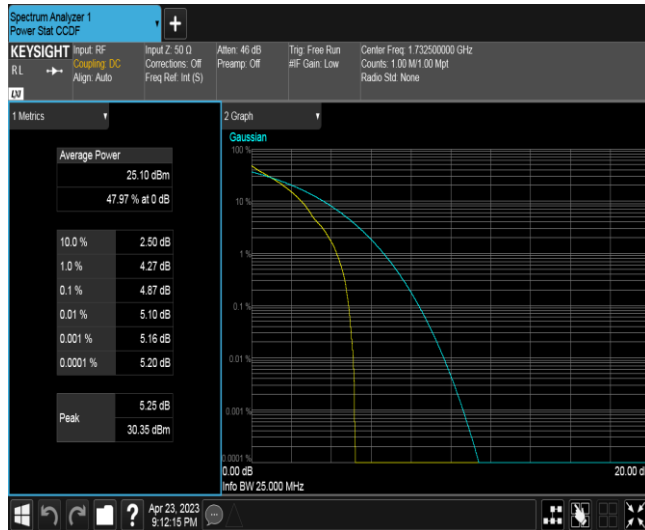 Spectrum Analyzer 1
Power Stat CCDF
+
KEYSIGHT
RL
LXI
Input: RF
Coupling: DC
Align: Auto
Input Z: 50 Ω
Corrections: Off
Freq Ref: Int (S)
Atten: 46 dB
Preamp: Off
Trig: Free Run
#IF Gain: Low
Center Freq: 1.732500000 GHz
Counts: 1.00 M/1.00 Mpt
Radio Std: None
1 Metrics
Average Power
25.10 dBm
47.97 % at 0 dB
10.0 % 2.50 dB
1.0 % 4.27 dB
0.1 % 4.87 dB
0.01 % 5.10 dB
0.001 % 5.16 dB
0.0001 % 5.20 dB
Peak
5.25 dB
30.35 dBm
2 Graph
Gaussian
100 %
10 %
1 %
0.1 %
0.01 %
0.001 %
0.0001 %
0.00 dB
20.00 d
Info BW 25.000 MHz
?
Apr 23, 2023
9:12:15 PM